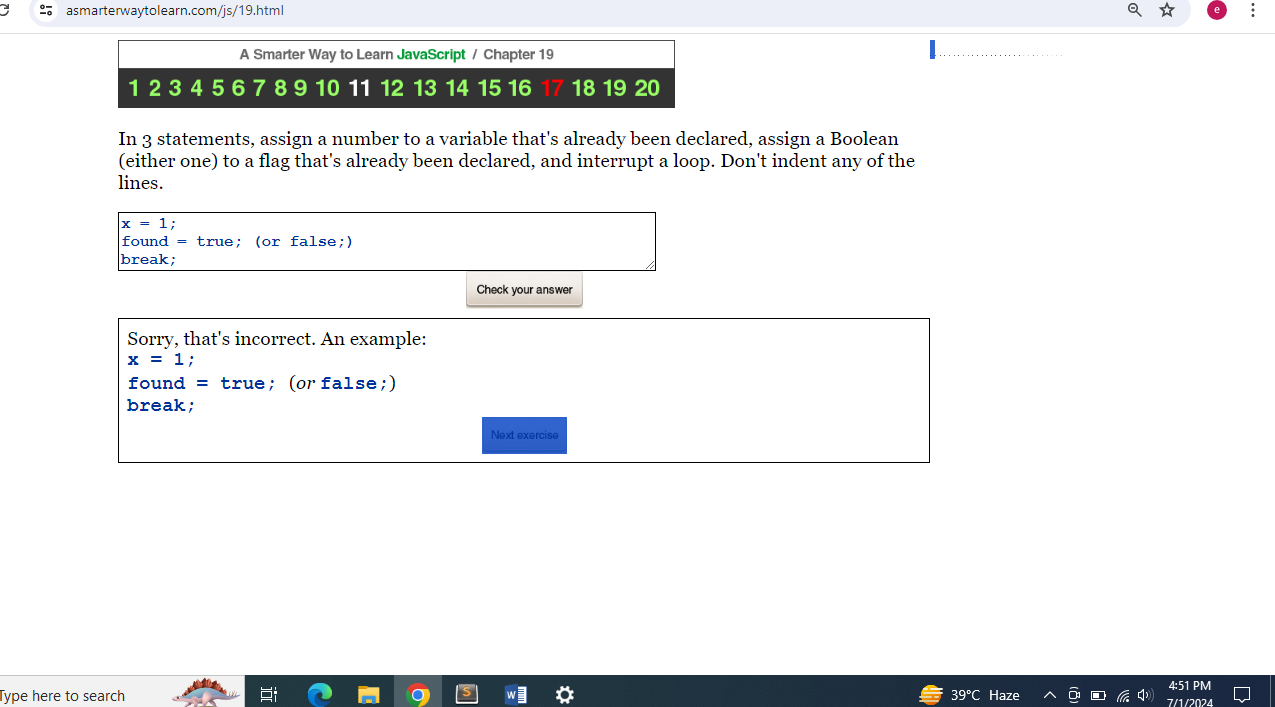 asmarterwaytolearn.com/js/19.html
e
A Smarter Way to Learn JavaScript / Chapter 19
1 2 3 4 5 6 7 8 9 10 11 12 13 14 15 16 17 18 19 20
In 3 statements, assign a number to a variable that's already been declared, assign a Boolean
(either one) to a flag that's already been declared, and interrupt a loop. Don't indent any of the
lines.
x = 1;
found = true; (or false;)
break;
Check your answer
Sorry, that's incorrect. An example:
x = 1;
found = true; (or false;)
break;
Next exercise
Type here to search
S
W
39°C Haze
4:51 PM
7/1/2024